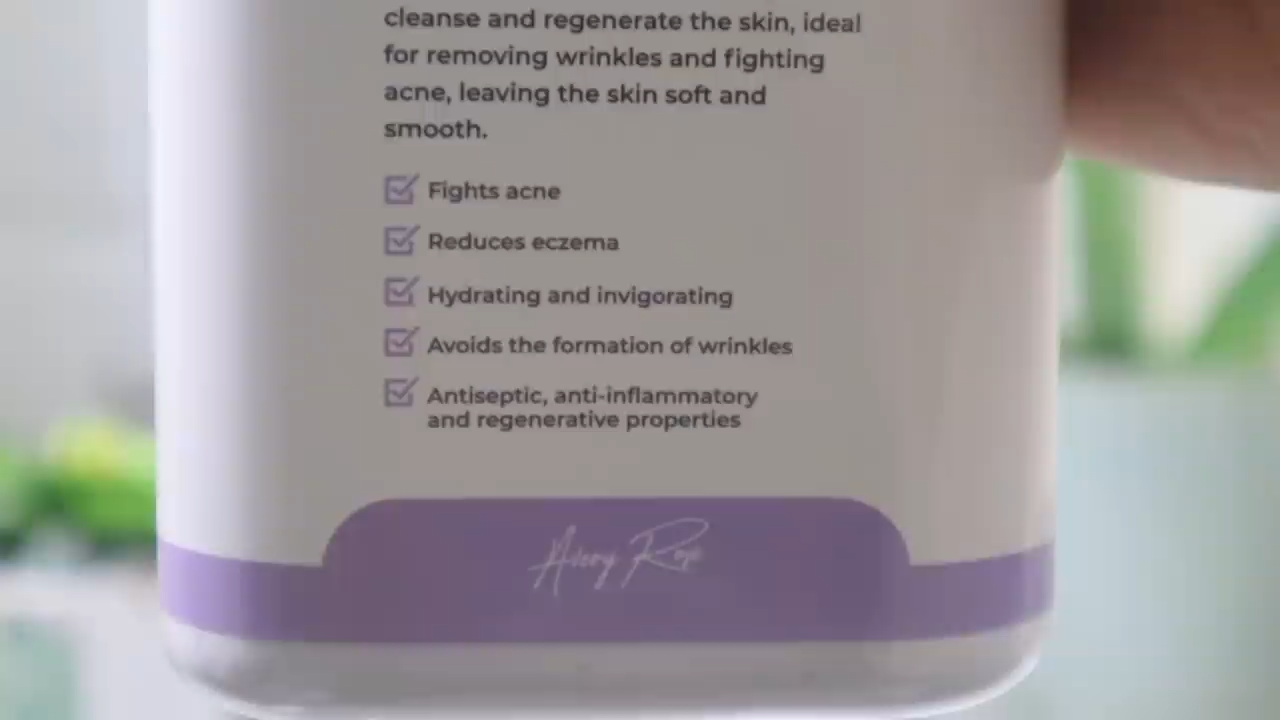 cleanse and regenerate the skin, ideal
for removing wrinkles and fighting
acne, leaving the skin soft and
smooth.
Fights acne
Reduces eczema
Hydrating and invigorating
Avoids the formation of wrinkles
Antiseptic, anti-inflammatory
and regenerative properties
Avery